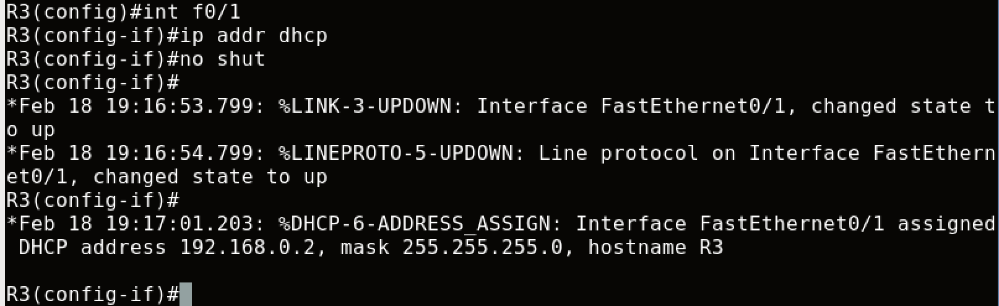 R3(config)#int f0/1
R3(config-if)#ip addr dhcp
R3(config-if)#no shut
R3(config-if)#
*Feb 18 19:16:53.799: %LINK-3-UPDOWN: Interface FastEthernet0/1, changed state t
o up
*Feb 18 19:16:54.799: %LINEPROTO-5-UPDOWN: Line protocol on Interface FastEthern
et0/1, changed state to up
R3(config-if)#
*Feb 18 19:17:01.203: %DHCP-6-ADDRESS_ASSIGN: Interface FastEthernet0/1 assigned
 DHCP address 192.168.0.2, mask 255.255.255.0, hostname R3
R3(config-if)#